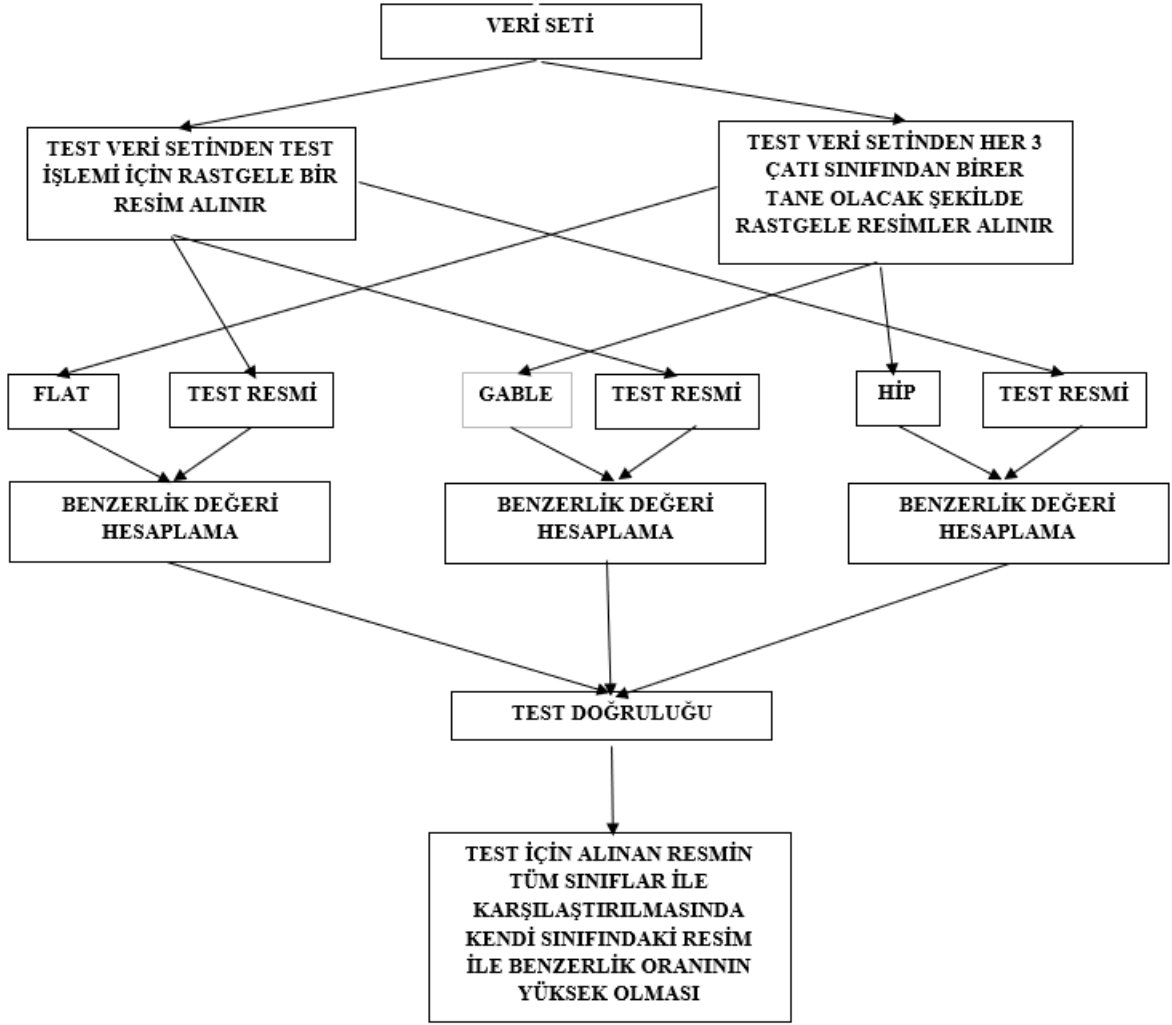 VERİ SETİ
TEST VERİ SETİNDEN TEST
İŞLEMİ İÇİN RASTGELE BİR
RESİM ALINIR
TEST VERİ SETİNDEN HER 3
ÇATI SINIFINDAN BİRER
TANE OLACAK ŞEKİLDE
RASTGELE RESİMLER ALINIR
FLAT
TEST RESMİ
GABLE
TEST RESMİ
HİP
TEST RESMİ
BENZERLİK DEĞERİ
HESAPLAMA
BENZERLİK DEĞERİ
HESAPLAMA
BENZERLİK DEĞERİ
HESAPLAMA
TEST DOĞRULUĞU
TEST İÇİN ALINAN RESMİN
TÜM SINIFLAR İLE
KARŞILAŞTIRILMASINDA
KENDİ SINIFINDAKİ RESİM
İLE BENZERLİK ORANININ
YÜKSEK OLMASI